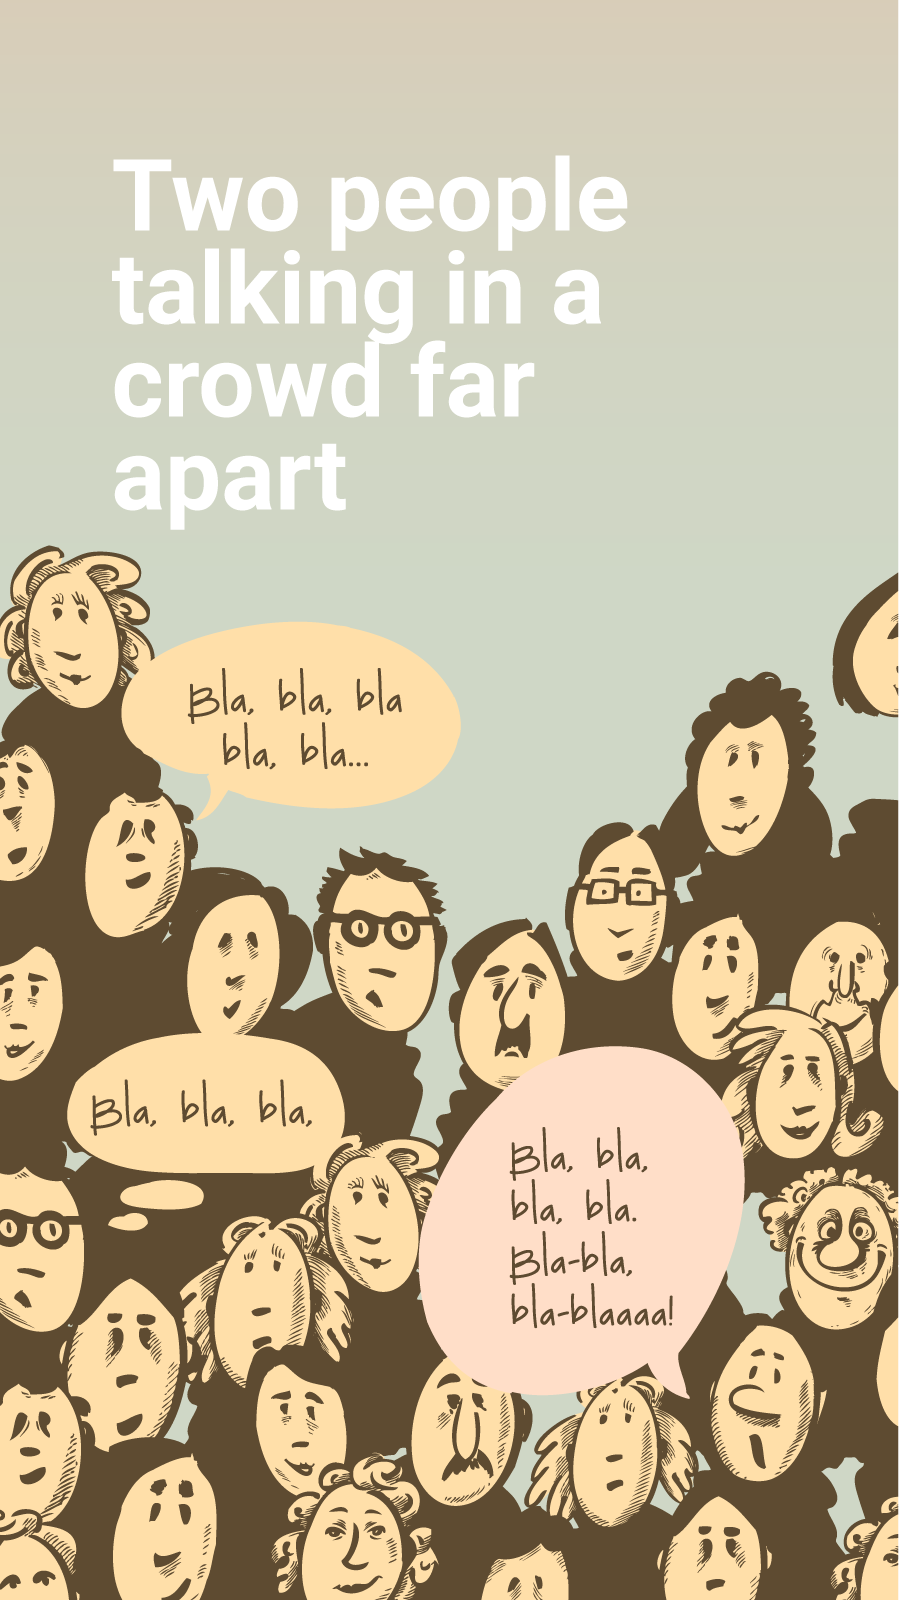 Two people
talking in a
crowd far
apart
Bla, bla, bla
bla, bla...
Bla, bla, bla,
Bla, bla,
bla, bla.
Bla-bla,
bla-blaaaa!